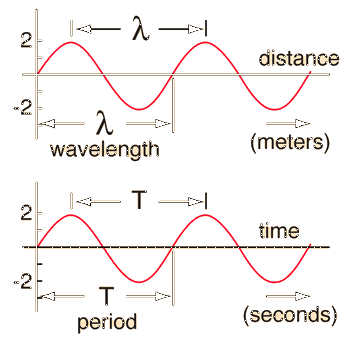 λ
2
distance
-2
λ
wavelength
(meters)
T
2
time
-2
T
(seconds)
period